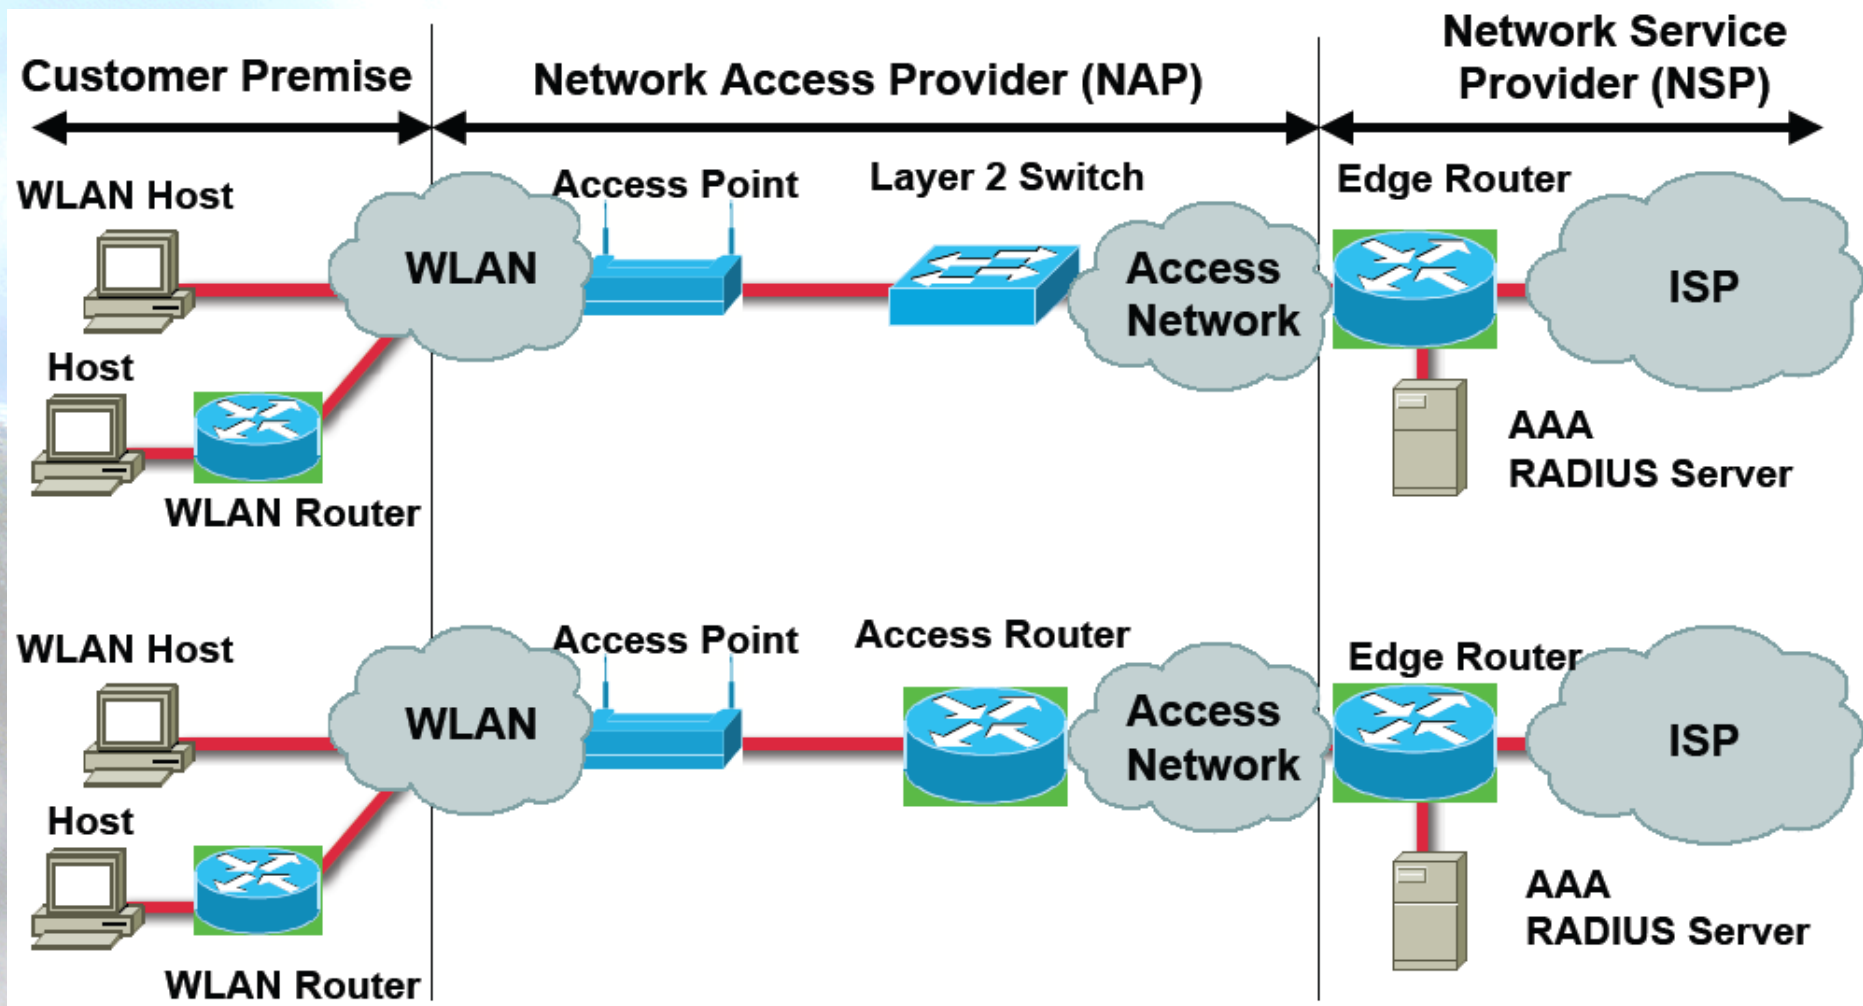 Customer Premise
Network Access Provider (NAP)
Network Service
Provider (NSP)
WLAN Host
Access Point
Layer 2 Switch
Edge Router
WLAN
Access
Network
ISP
Host
WLAN Router
AAA
RADIUS Server
WLAN Host
Access Point
Access Router
Edge Router
WLAN
Access
Network
ISP
Host
WLAN Router
AAA
RADIUS Server